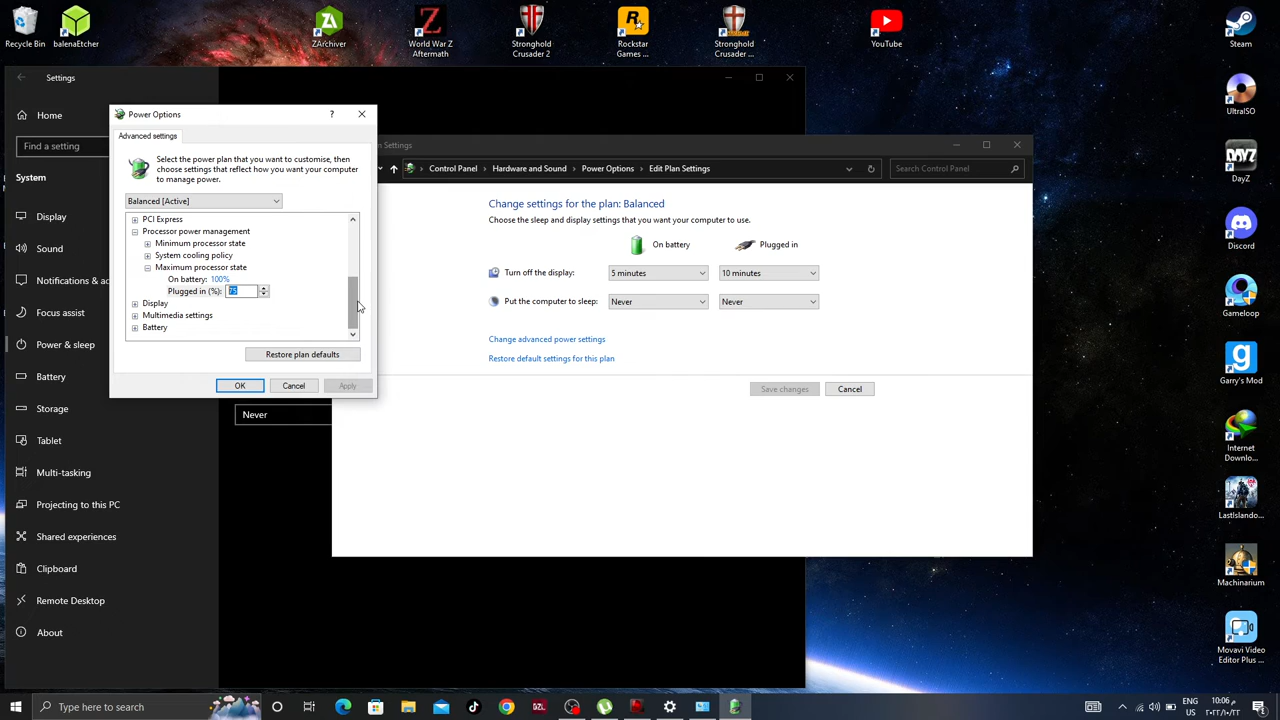 Recycle Bin
balenaEtcher
ZArchiver
World War Z
Aftermath
Stronghold
Crusader 2
Rockstar
Games ...
Stronghold
Crusader ...
YouTube
Steam
UltraISO
DayZ
Discord
Gameloop
Garry's Mod
Internet
Downlo...
LastIslando...
Machinarium
Movavi Video
Editor Plus ...
Settings
Home
Find a setting
System
Display
Sound
Notifications & a
Focus assist
Power & sleep
Battery
Storage
Tablet
Multi-tasking
Projecting to this PC
Shared experiences
Clipboard
Remote Desktop
About
Never
Power Options
?
Advanced settings
Select the power plan that you want to customise, then
choose settings that reflect how you want your computer
to manage power.
Balanced [Active]
PCI Express
Processor power management
Minimum processor state
System cooling policy
Maximum processor state
On battery: 100%
Plugged in (%): 75
Display
Multimedia settings
Battery
Restore plan defaults
OK
Cancel
Apply
n Settings
Control Panel > Hardware and Sound > Power Options > Edit Plan Settings
Search Control Panel
Change settings for the plan: Balanced
Choose the sleep and display settings that you want your computer to use.
On battery
Plugged in
Turn off the display:
5 minutes
10 minutes
Put the computer to sleep:
Never
Never
Change advanced power settings
Restore default settings for this plan
Save changes
Cancel
Type here to search
DZL
ENG
US
10:06 م